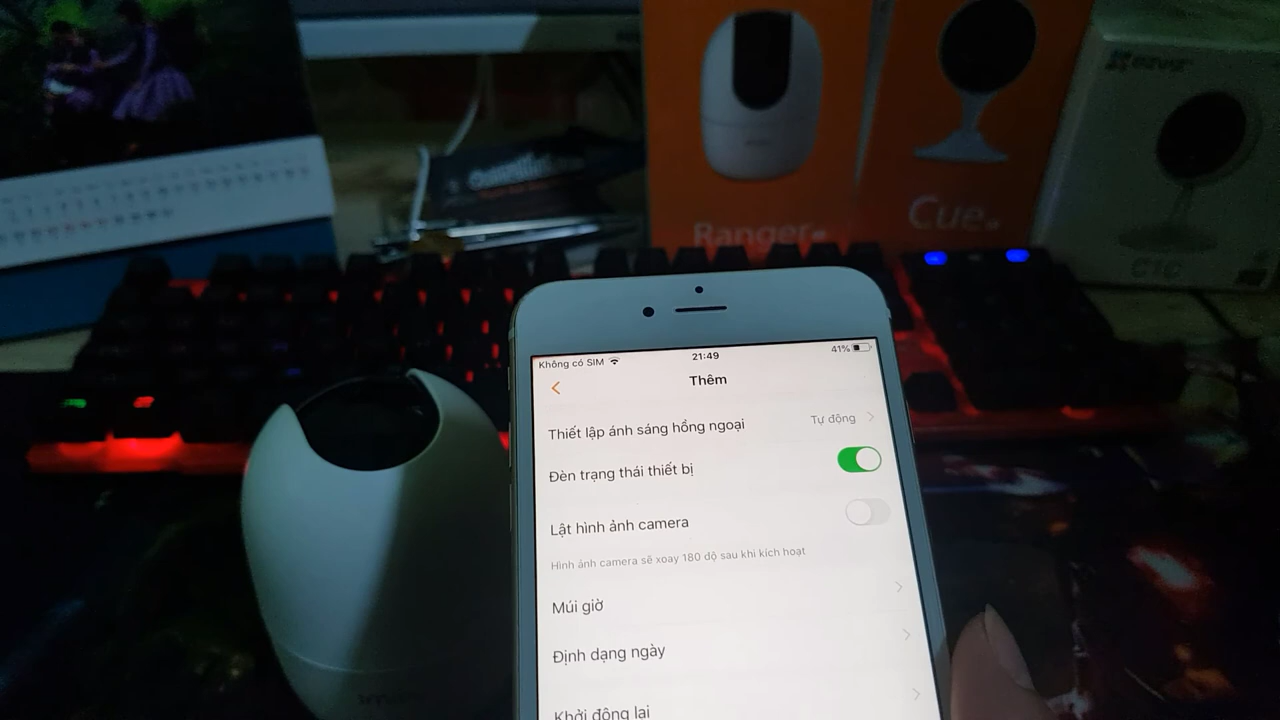 EZVIZ
Ranger
Cue
C1C
Không có SIM
21:49
41%
Thêm
Thiết lập ánh sáng hồng ngoại
Tự động
Đèn trạng thái thiết bị
Lật hình ảnh camera
Hình ảnh camera sẽ xoay 180 độ sau khi kích hoạt
Múi giờ
Định dạng ngày
Khởi động lại